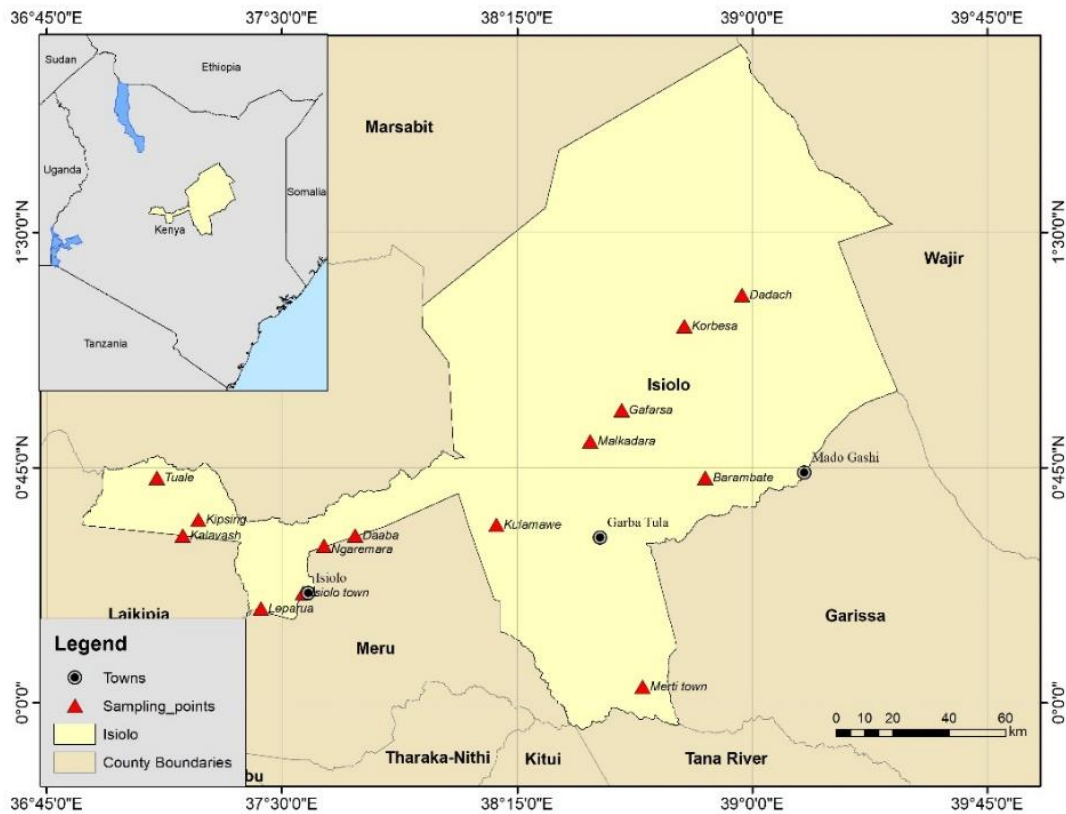 36°45'0"E
37°30'0"E
38°15'0"E
39°0'0"E
39°45'0"E
Sudan
Ethiopia
Uganda
Kenya
Somalia
Tanzania
Marsabit
Wajir
1°30'0"N
1°30'0"N
Dadach
Korbesa
Isiolo
Gafarsa
Malkadara
0°45'0"N
0°45'0"N
Tuale
Barambate
Mado Gashi
Kipsing
Kalavash
Daaba
Ngaremara
Kulamawe
Garba Tula
Isiolo
Isiolo town
Leparua
Laikipia
Meru
Garissa
Merti town
0°0'0"
0°0'0"
Legend
Towns
Sampling_points
Isiolo
County Boundaries
bu
Tharaka-Nithi
Kitui
Tana River
0 5 10 20 40 60
km
36°45'0"E
37°30'0"E
38°15'0"E
39°0'0"E
39°45'0"E